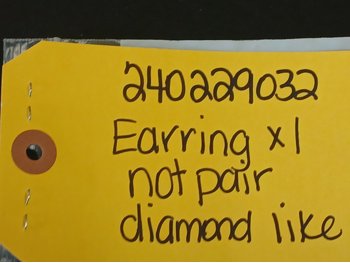 240229032
Earring x1
not pair
diamond like